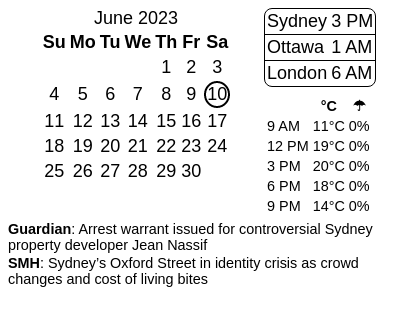 June 2023
Su Mo Tu We Th Fr Sa
1 2 3
4 5 6 7 8 9 10
11 12 13 14 15 16 17
18 19 20 21 22 23 24
25 26 27 28 29 30
Sydney 3 PM
Ottawa 1 AM
London 6 AM
°C ☂
9 AM 11°C 0%
12 PM 19°C 0%
3 PM 20°C 0%
6 PM 18°C 0%
9 PM 14°C 0%
Guardian: Arrest warrant issued for controversial Sydney
property developer Jean Nassif
SMH: Sydney’s Oxford Street in identity crisis as crowd
changes and cost of living bites